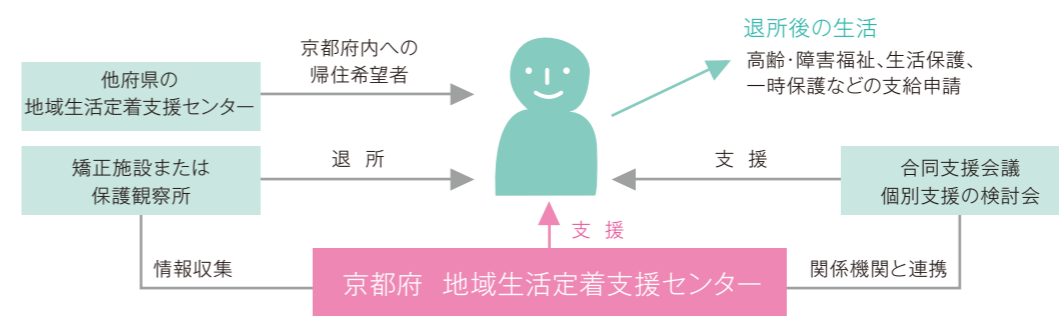 他府県の
地域生活定着支援センター
京都府内への
帰住希望者
退所後の生活
高齢・障害福祉、生活保護、
一時保護などの支給申請
矯正施設または
保護観察所
退 所
支 援
合同支援会議
個別支援の検討会
支 援
情報収集
京都府 地域生活定着支援センター
関係機関と連携